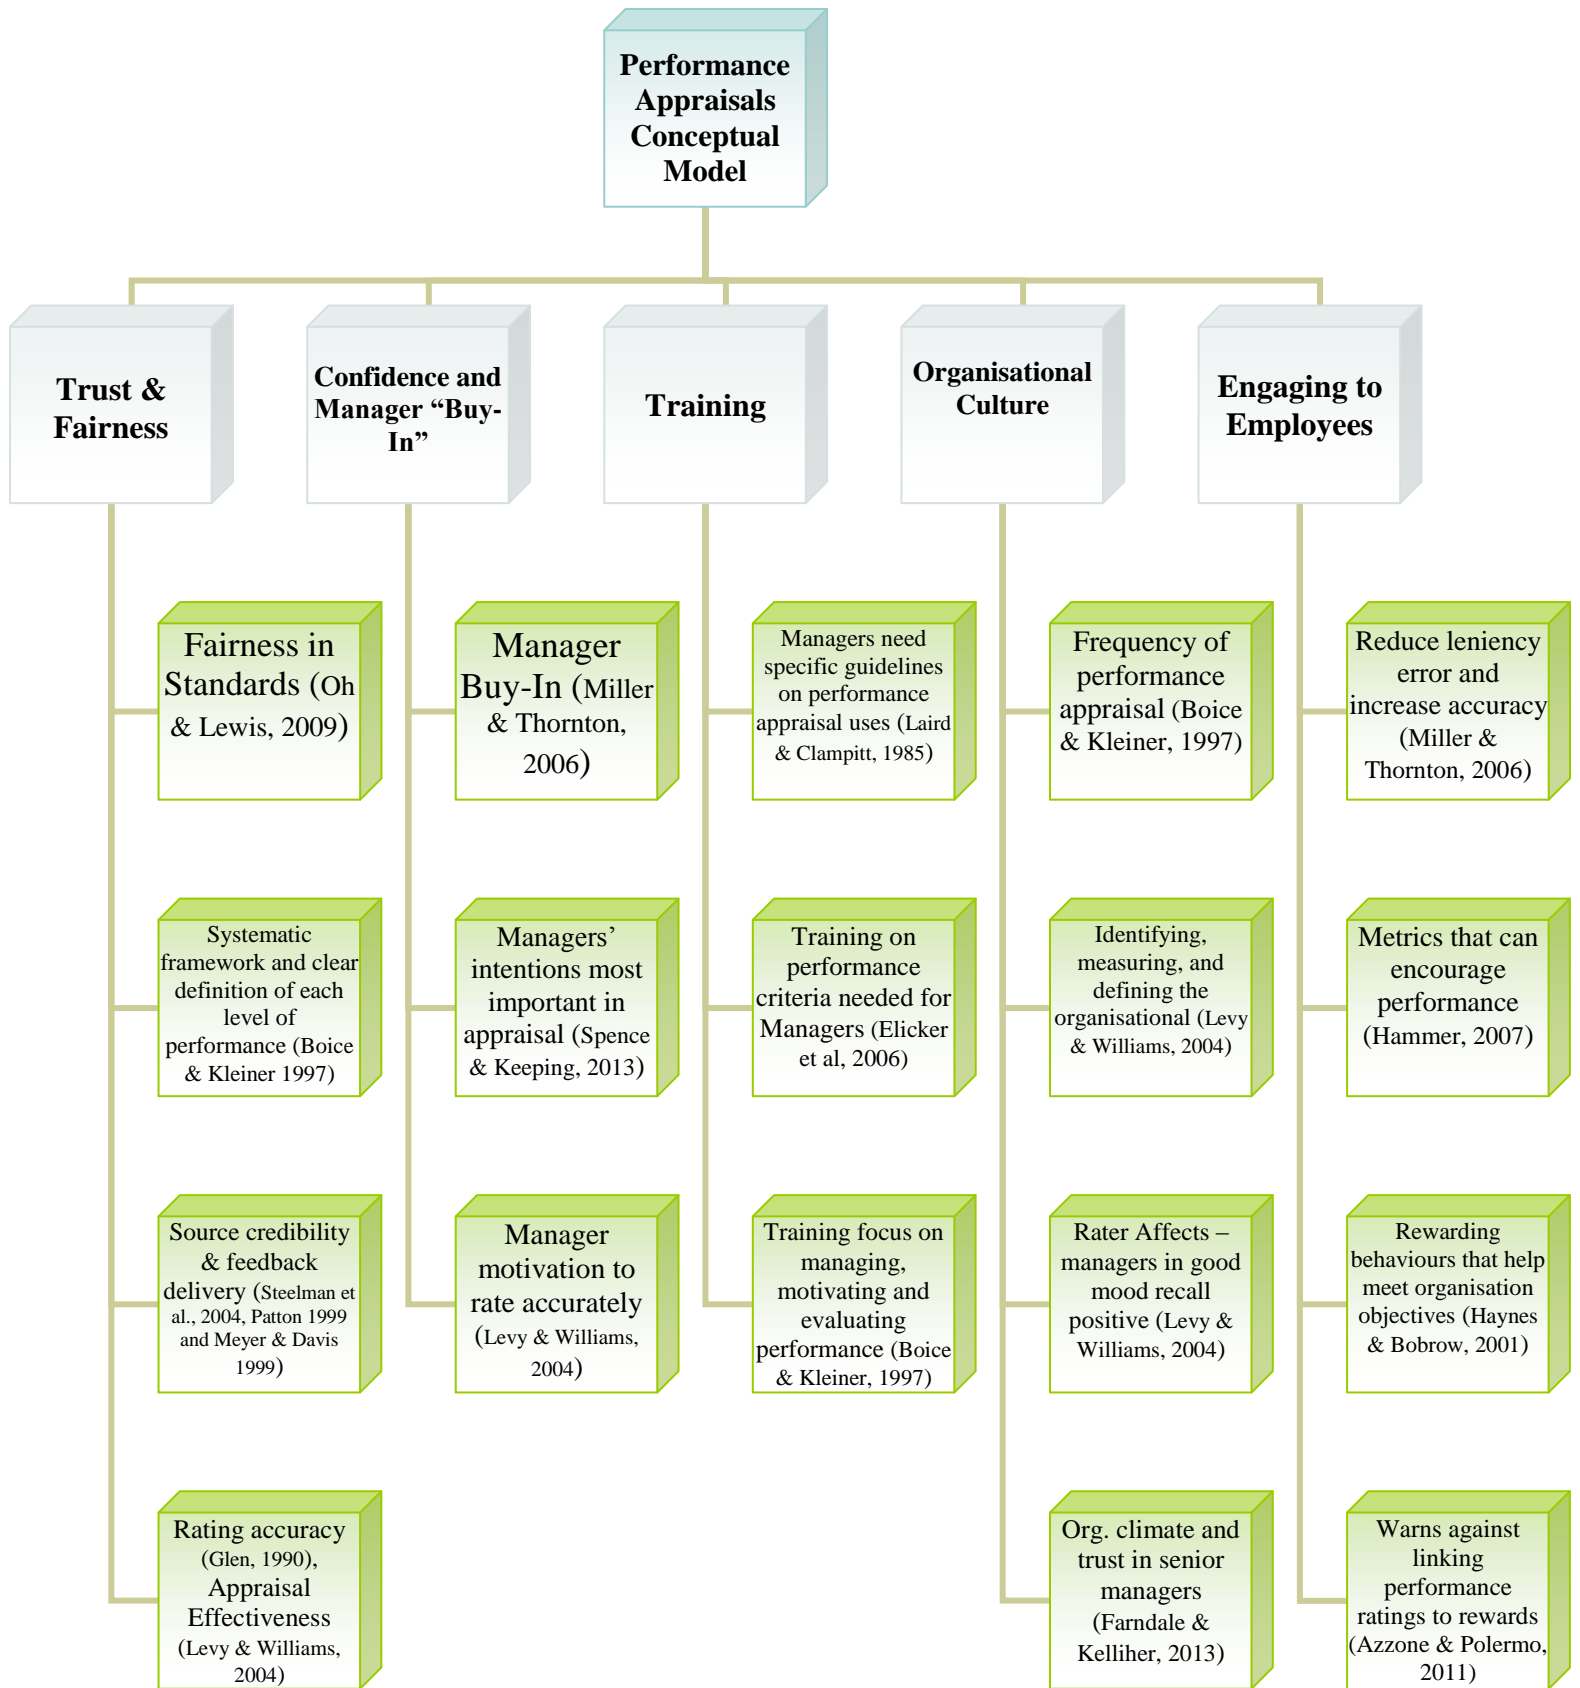 Performance
Appraisals
Conceptual
Model
Trust &
Fairness
Confidence and
Manager “Buy-
In”
Training
Organisational
Culture
Engaging to
Employees
Fairness in
Standards (Oh
& Lewis, 2009)
Systematic
framework and clear
definition of each
level of
performance (Boice
& Kleiner 1997)
Source credibility
& feedback
delivery (Steelman et
al., 2004, Patton 1999
and Meyer & Davis
1999)
Rating accuracy
(Glen, 1990),
Appraisal
Effectiveness
(Levy & Williams,
2004)
Manager
Buy-In (Miller
& Thornton,
2006)
Managers’
intentions most
important in
appraisal (Spence
& Keeping, 2013)
Manager
motivation to
rate accurately
(Levy & Williams,
2004)
Managers need
specific guidelines
on performance
appraisal uses (Laird
& Clampitt, 1985)
Training on
performance
criteria needed for
Managers (Elicker
et al, 2006)
Training focus on
managing,
motivating and
evaluating
performance (Boice
& Kleiner, 1997)
Frequency of
performance
appraisal (Boice
& Kleiner, 1997)
Identifying,
measuring, and
defining the
organisational (Levy
& Williams, 2004)
Rater Affects –
managers in good
mood recall
positive (Levy &
Williams, 2004)
Org. climate and
trust in senior
managers
(Farndale &
Kelliher, 2013)
Reduce leniency
error and
increase accuracy
(Miller &
Thornton, 2006)
Metrics that can
encourage
performance
(Hammer, 2007)
Rewarding
behaviours that help
meet organisation
objectives (Haynes
& Bobrow, 2001)
Warns against
linking
performance
ratings to rewards
(Azzone & Polermo,
2011)